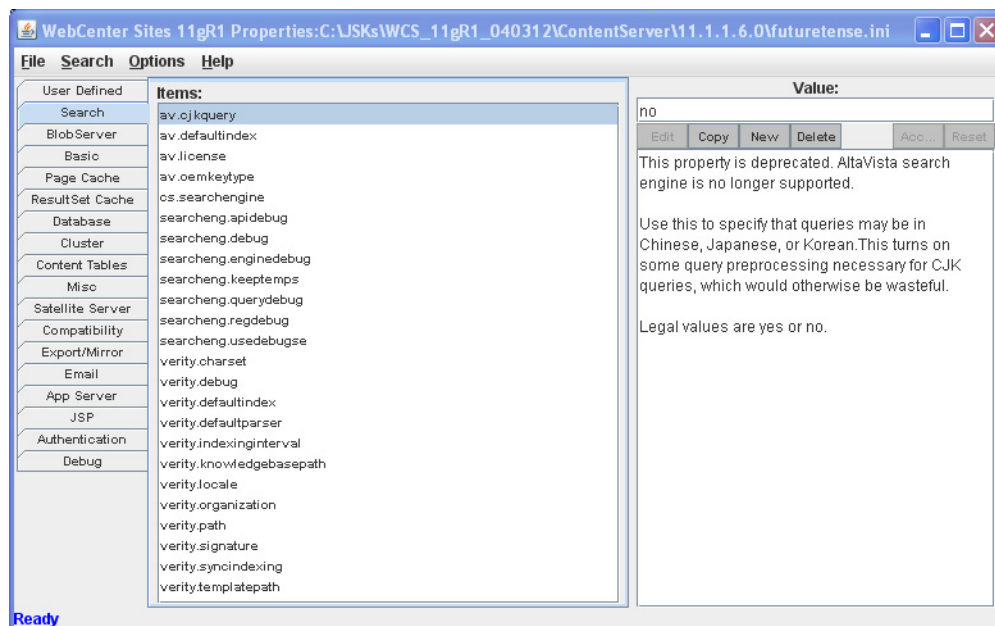 WebCenter Sites 11gR1 Properties:C:\JSKs\WCS_11gR1_040312\ContentServer\11.1.1.6.0\futuretense.ini
File Search Options Help
User Defined
Search
BlobServer
Basic
Page Cache
ResultSet Cache
Database
Cluster
Content Tables
Misc
Satellite Server
Compatibility
Export/Mirror
Email
App Server
JSP
Authentication
Debug
Items:
av.cjkquery
av.defaultindex
av.license
av.oemkeytype
cs.searchengine
searcheng.apidebug
searcheng.debug
searcheng.enginedebug
searcheng.keeptemps
searcheng.querydebug
searcheng.regdebug
searcheng.usedebugse
verity.charset
verity.debug
verity.defaultindex
verity.defaultparser
verity.indexinginterval
verity.knowledgebasepath
verity.locale
verity.organization
verity.path
verity.signature
verity.syncindexing
verity.templatepath
Value:
no
Edit Copy New Delete Acc... Reset
This property is deprecated. AltaVista search
engine is no longer supported.
Use this to specify that queries may be in
Chinese, Japanese, or Korean.This turns on
some query preprocessing necessary for CJK
queries, which would otherwise be wasteful.
Legal values are yes or no.
Ready